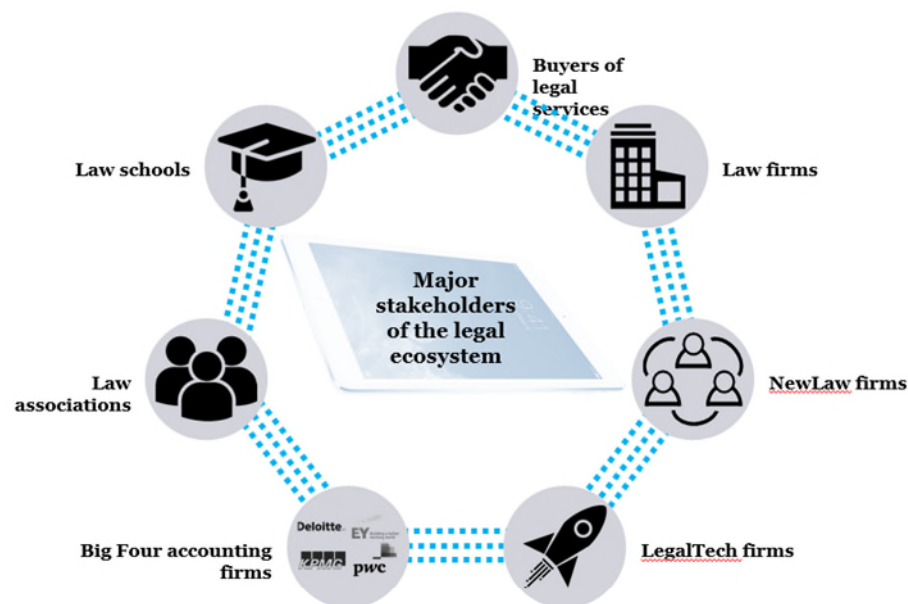 Buyers of
legal
services
Law schools
Law firms
Major
stakeholders
of the legal
ecosystem
Law
associations
NewLaw firms
Deloitte.
EY
KPMG
pwc
Big Four accounting
firms
LegalTech firms